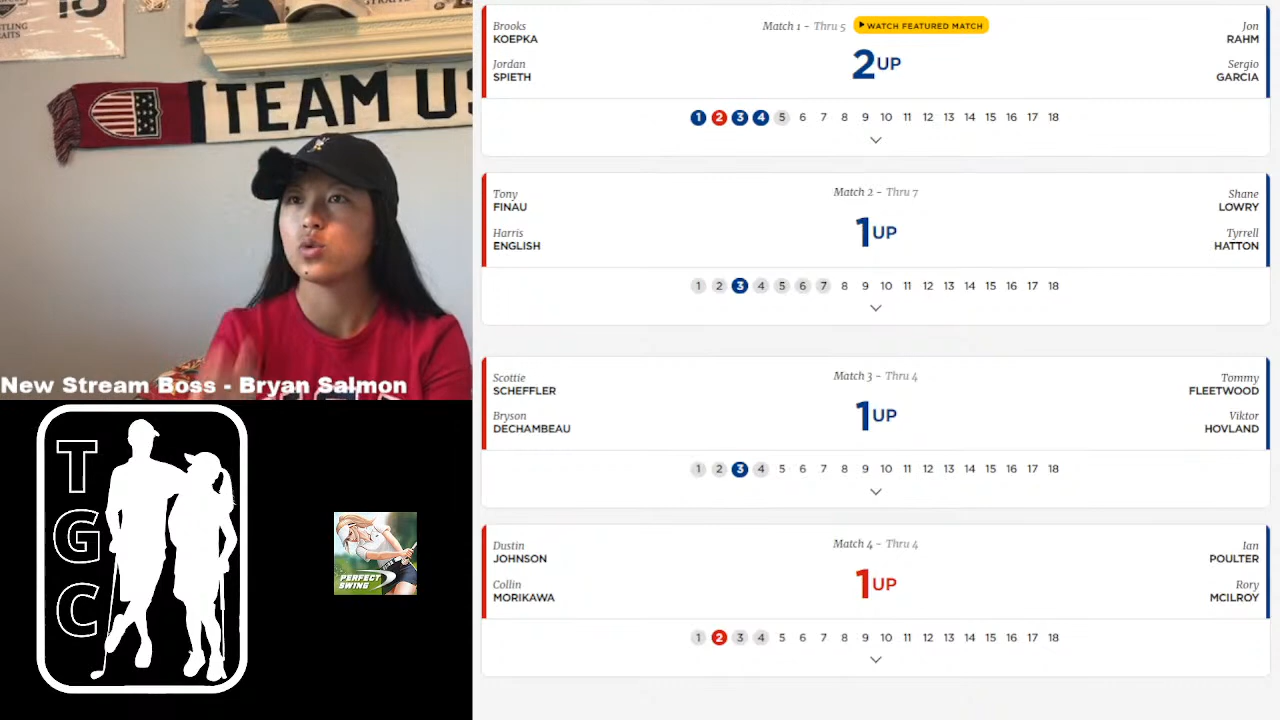 10
TLING
TRAITS
TRAITS
TEAM US
New Stream Boss - Bryan Salmon
T
G
C
PERFECT
SWING
Brooks
KOEPKA
Jordan
SPIETH
Match 1 - Thru 5
WATCH FEATURED MATCH
2UP
Jon
RAHM
Sergio
GARCIA
1 2 3 4 5 6 7 8 9 10 11 12 13 14 15 16 17 18
Tony
FINAU
Harris
ENGLISH
Match 2 - Thru 7
1UP
Shane
LOWRY
Tyrrell
HATTON
1 2 3 4 5 6 7 8 9 10 11 12 13 14 15 16 17 18
Scottie
SCHEFFLER
Bryson
DECHAMBEAU
Match 3 - Thru 4
1UP
Tommy
FLEETWOOD
Viktor
HOVLAND
1 2 3 4 5 6 7 8 9 10 11 12 13 14 15 16 17 18
Dustin
JOHNSON
Collin
MORIKAWA
Match 4 - Thru 4
1UP
Ian
POULTER
Rory
MCILROY
1 2 3 4 5 6 7 8 9 10 11 12 13 14 15 16 17 18